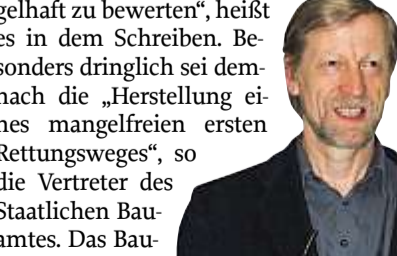 gelhaft zu bewerten“, heißt
es in dem Schreiben. Be-
sonders dringlich sei dem-
nach die „Herstellung ei-
nes mangelfreien ersten
Rettungsweges“, so
die Vertreter des
Staatlichen Bau-
amtes. Das Bau-